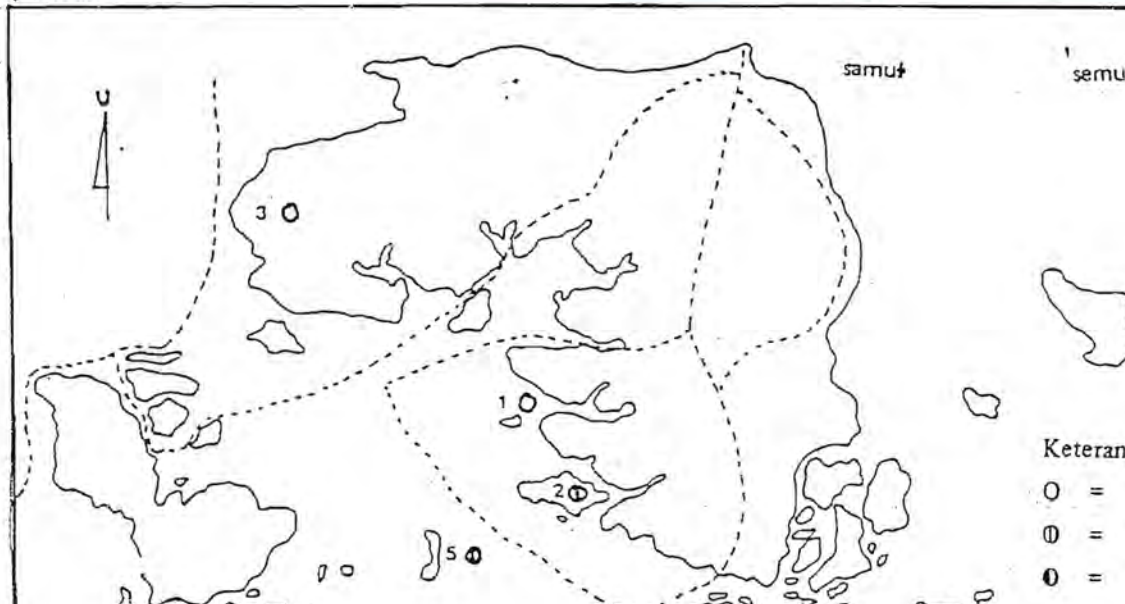 samut
semu
U
3
1
2
5
Keteran
O =
⦶ =
◐ =